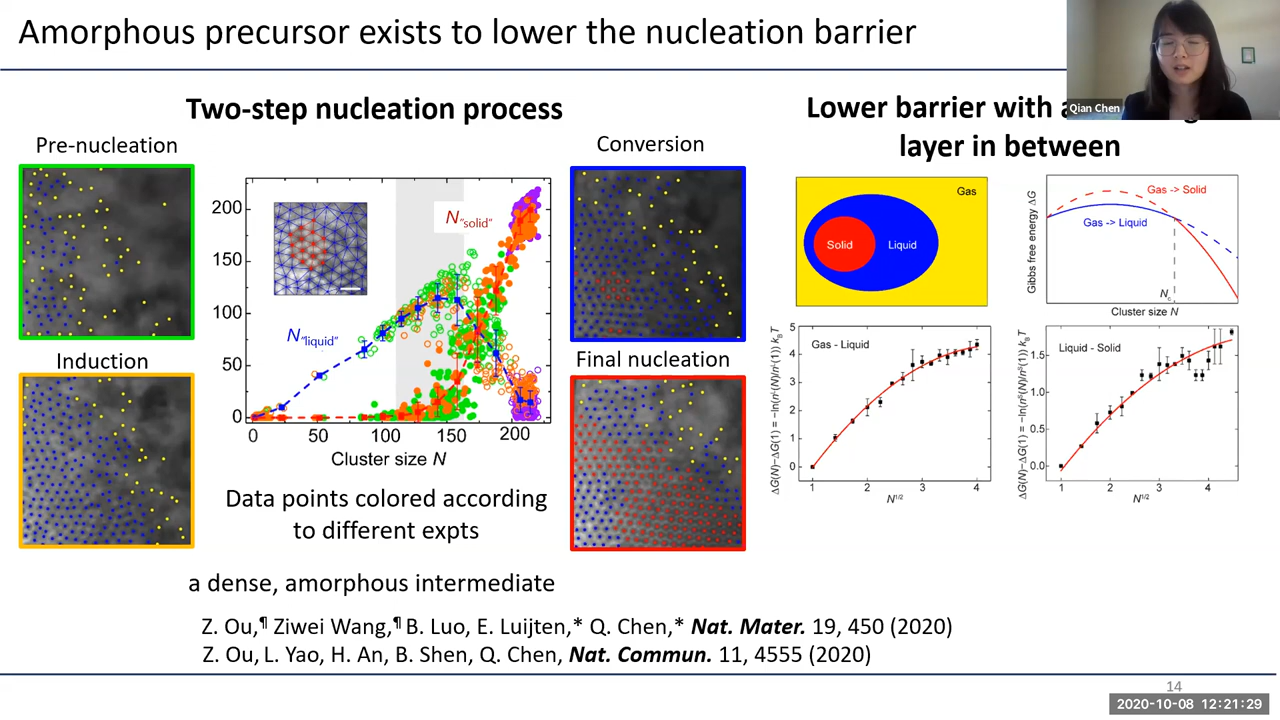 Amorphous precursor exists to lower the nucleation barrier
Qian Chen
Two-step nucleation process
Lower barrier with a
layer in between
Pre-nucleation
Conversion
Induction
Final nucleation
N"solid"
N"liquid"
200
150
100
50
0
0 50 100 150 200
Cluster size N
Data points colored according
to different expts
Gas
Solid
Liquid
Gas -> Solid
Gas -> Liquid
Gibbs free energy ΔG
Nc
Cluster size N
Gas - Liquid
5
4
3
2
1
0
1 2 3 4
N1/2
Liquid - Solid
1.5
1.0
0.5
0.0
1 2 3 4
N1/2
a dense, amorphous intermediate
Z. Ou,¶ Ziwei Wang,¶ B. Luo, E. Luijten,* Q. Chen,* Nat. Mater. 19, 450 (2020)
Z. Ou, L. Yao, H. An, B. Shen, Q. Chen, Nat. Commun. 11, 4555 (2020)
14
2020-10-08 12:21:29